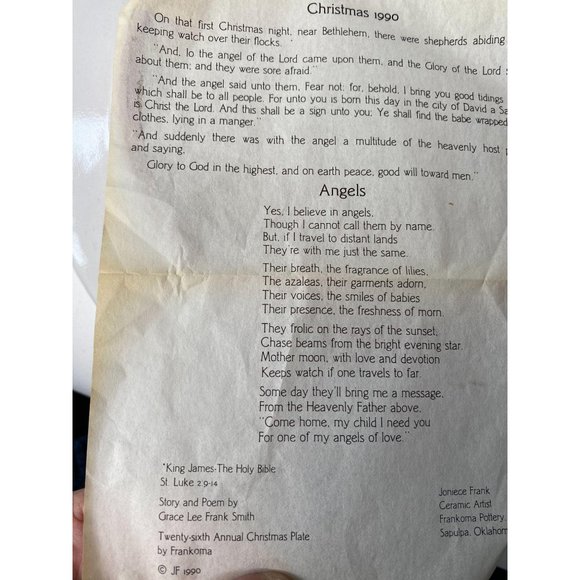 Christmas 1990
On that first Christmas night, near Bethlehem, there were shepherds abiding
keeping watch over their flocks.
"And, lo the angel of the Lord came upon them, and the Glory of the Lord
about them; and they were sore afraid."
"And the angel said unto them, Fear not; for, behold, I bring you good tidings
which shall be to all people. For unto you is born this day in the city of David a
is Christ the Lord. And this shall be a sign unto you; Ye shall find the babe wrapped
clothes, lying in a manger."
"And suddenly there was with the angel a multitude of the heavenly host
and saying,
Glory to God in the highest, and on earth peace, good will toward men."
Angels
Yes, I believe in angels,
Though I cannot call them by name.
But, if I travel to distant lands
They're with me just the same.
Their breath, the fragrance of lilies,
The azaleas, their garments adorn,
Their voices, the smiles of babies
Their presence, the freshness of morn.
They frolic on the rays of the sunset,
Chase beams from the bright evening star.
Mother moon, with love and devotion
Keeps watch if one travels to far.
Some day they'll bring me a message,
From the Heavenly Father above,
"Come home, my child I need you
For one of my angels of love."
*King James-The Holy Bible
St. Luke 2:9-14
Story and Poem by
Grace Lee Frank Smith
Twenty-sixth Annual Christmas Plate
by Frankoma
© JF 1990
Joniece Frank
Ceramic Artist
Frankoma Pottery,
Sapulpa, Oklahom